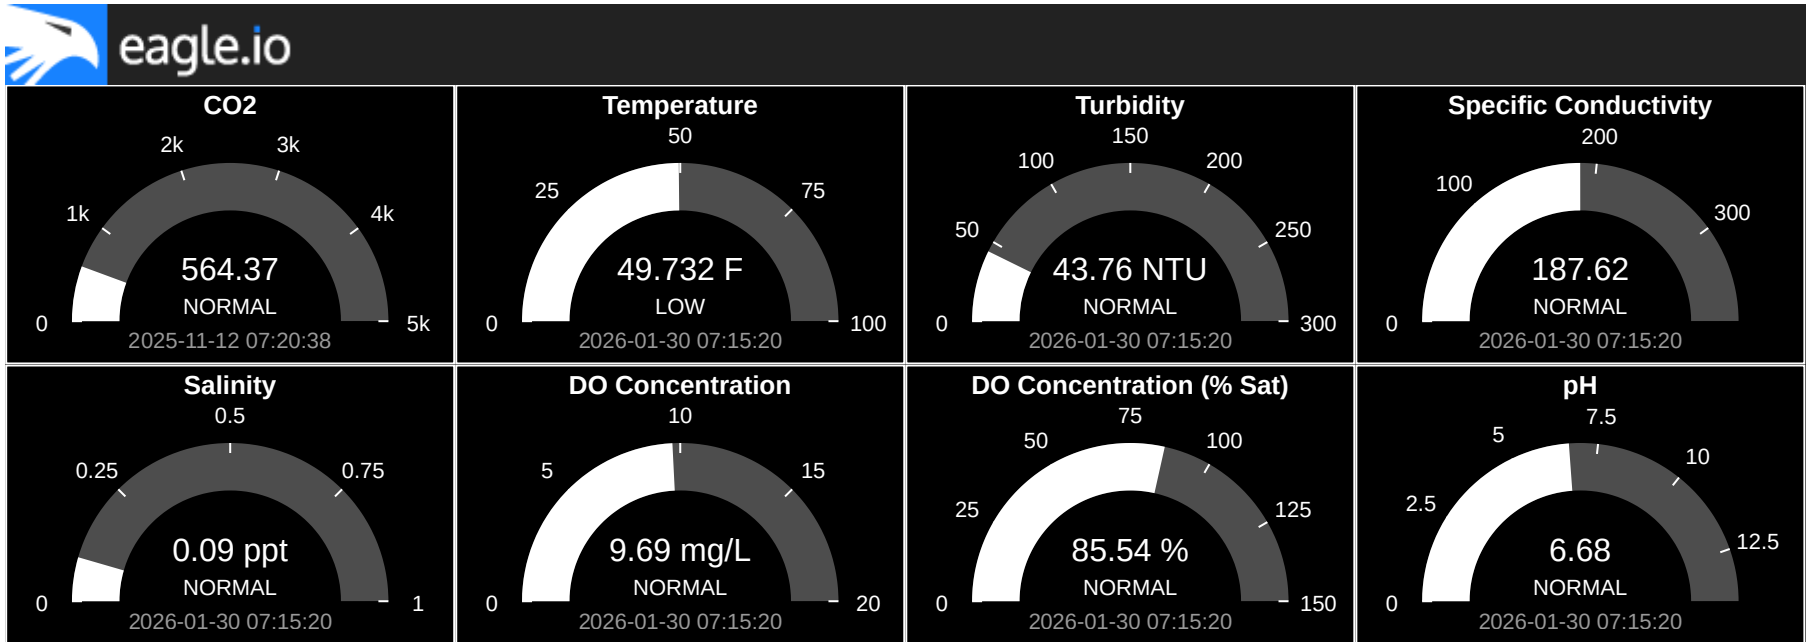 eagle.io
CO2
0
1k
2k
3k
4k
5k
564.37
NORMAL
2025-11-12 07:20:38
Temperature
0
25
50
75
100
49.732 F
LOW
2026-01-30 07:15:20
Turbidity
0
50
100
150
200
250
300
43.76 NTU
NORMAL
2026-01-30 07:15:20
Specific Conductivity
0
100
200
300
187.62
NORMAL
2026-01-30 07:15:20
Salinity
0
0.25
0.5
0.75
1
0.09 ppt
NORMAL
2026-01-30 07:15:20
DO Concentration
0
5
10
15
20
9.69 mg/L
NORMAL
2026-01-30 07:15:20
DO Concentration (% Sat)
0
25
50
75
100
125
150
85.54 %
NORMAL
2026-01-30 07:15:20
pH
0
2.5
5
7.5
10
12.5
6.68
NORMAL
2026-01-30 07:15:20